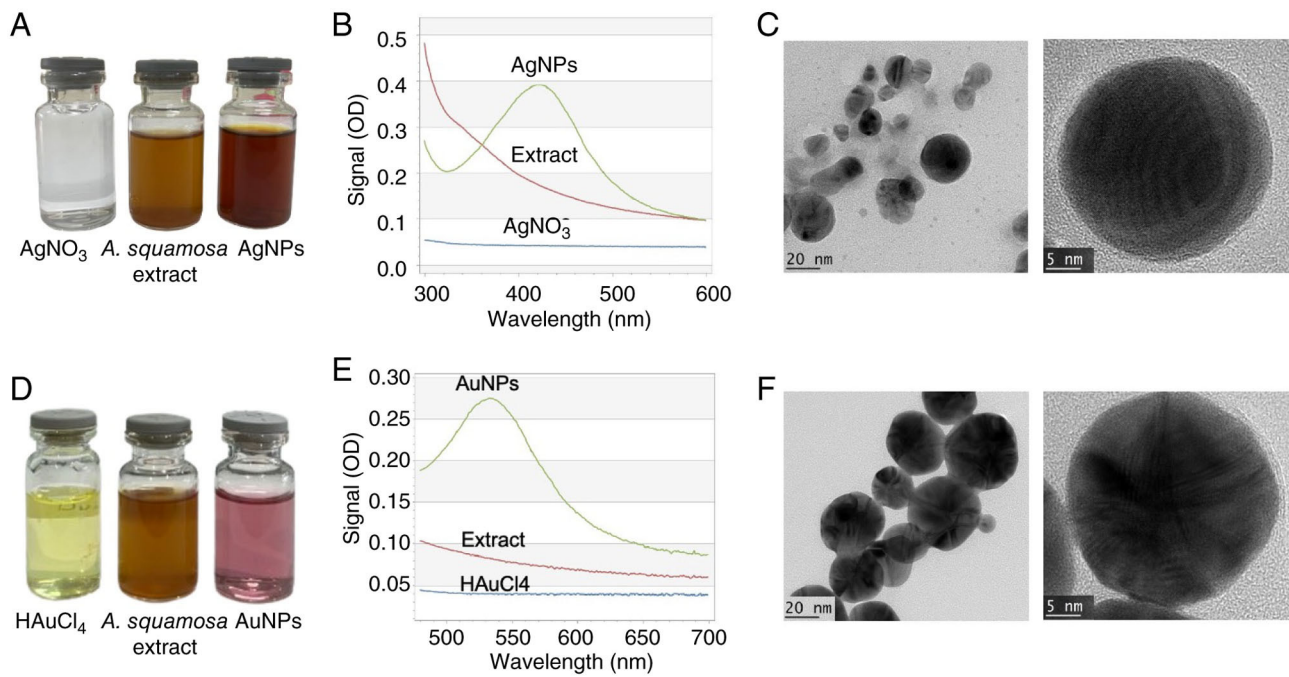 A
AgNO₃
A. squamosa
extract
AgNPs
B
Signal (OD)
0.5
0.4
0.3
0.2
0.1
0.0
AgNPs
Extract
AgNO₃⁻
300 400 500 600
Wavelength (nm)
C
20 nm
5 nm
D
HAuCl₄
A. squamosa
extract
AuNPs
E
Signal (OD)
0.30
0.25
0.20
0.15
0.10
0.05
AuNPs
Extract
HAuCl4
500 550 600 650 700
Wavelength (nm)
F
20 nm
5 nm